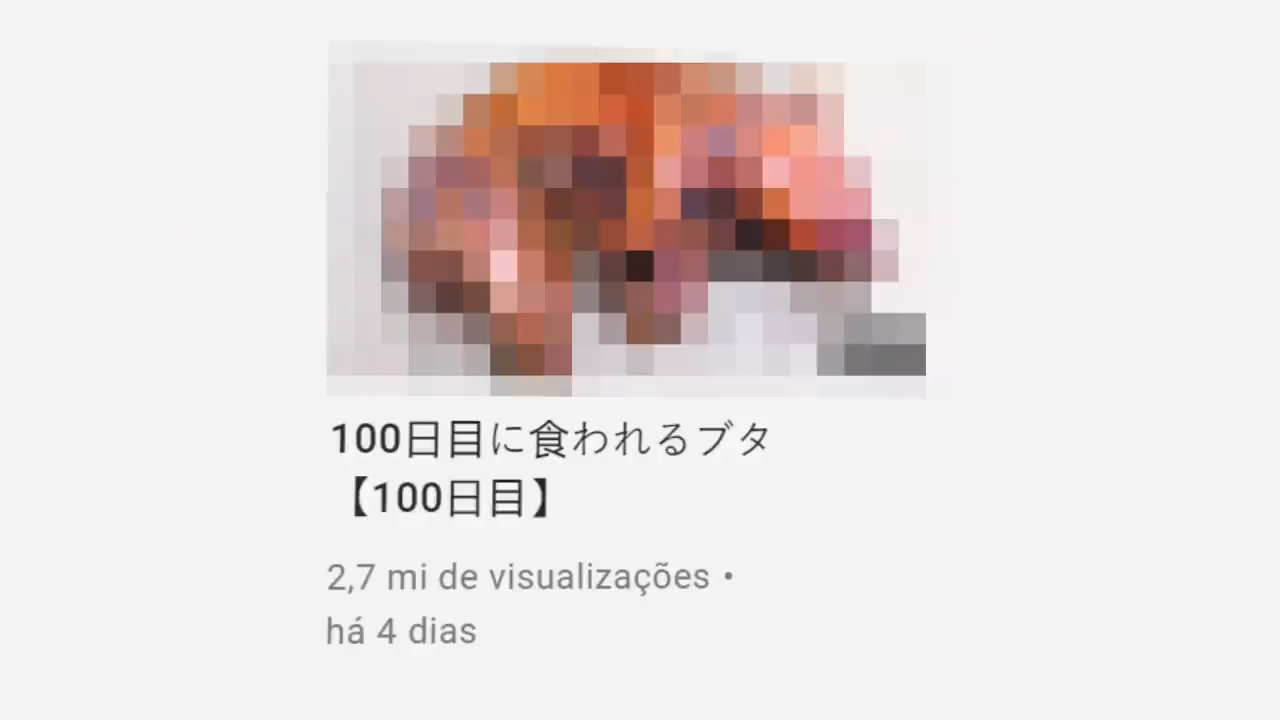 100日目に食われるブタ
【100日目】
2,7 mi de visualizações •
há 4 dias